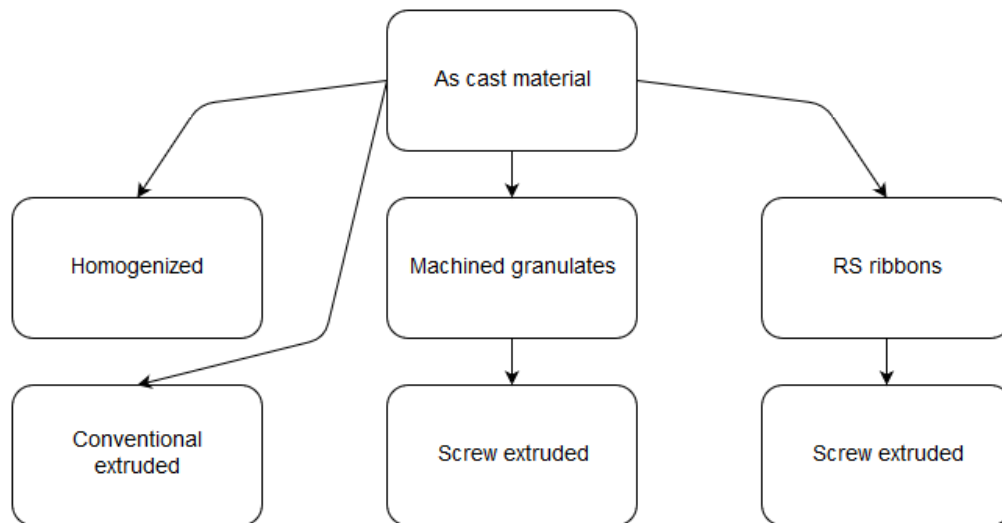 As cast material
Homogenized
Machined granulates
RS ribbons
Conventional
extruded
Screw extruded
Screw extruded